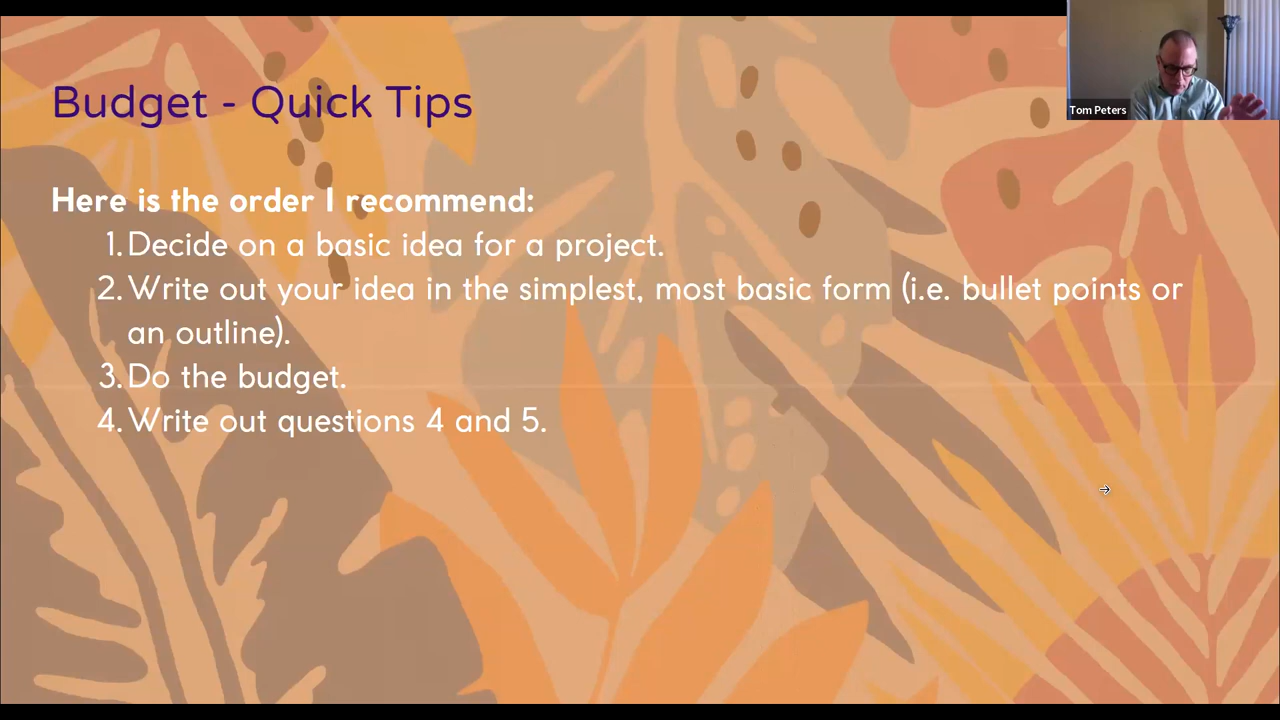 Budget - Quick Tips
Tom Peters
Here is the order I recommend:
1. Decide on a basic idea for a project.
2. Write out your idea in the simplest, most basic form (i.e. bullet points or
an outline).
3. Do the budget.
4. Write out questions 4 and 5.